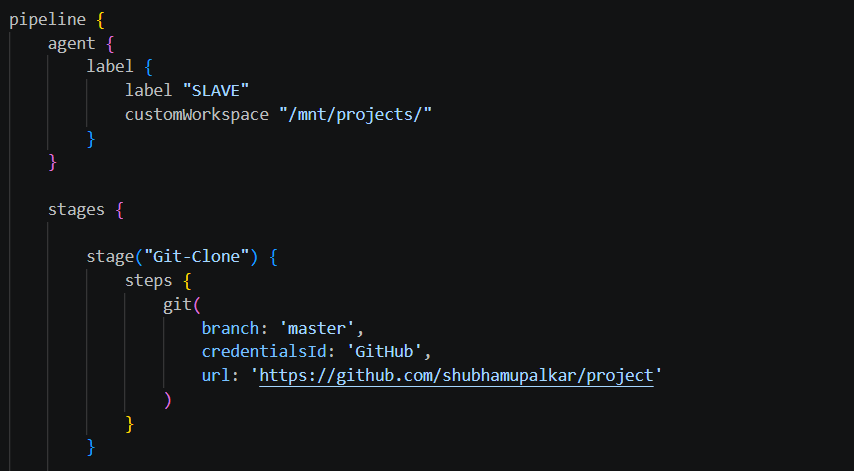 pipeline {
    agent {
        label {
            label "SLAVE"
            customWorkspace "/mnt/projects/"
        }
    }
    stages {
        stage("Git-Clone") {
            steps {
                git(
                    branch: 'master',
                    credentialsId: 'GitHub',
                    url: 'https://github.com/shubhamupalkar/project'
                )
            }
        }